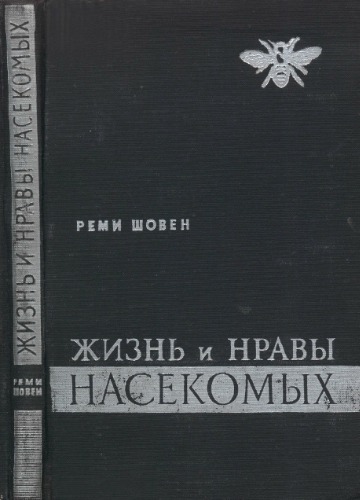 ЖИЗНЬ И НРАВЫ НАСЕКОМЫХ
РЕМИ
ШОВЕН
РЕМИ ШОВЕН
ЖИЗНЬ и НРАВЫ
НАСЕКОМЫХ